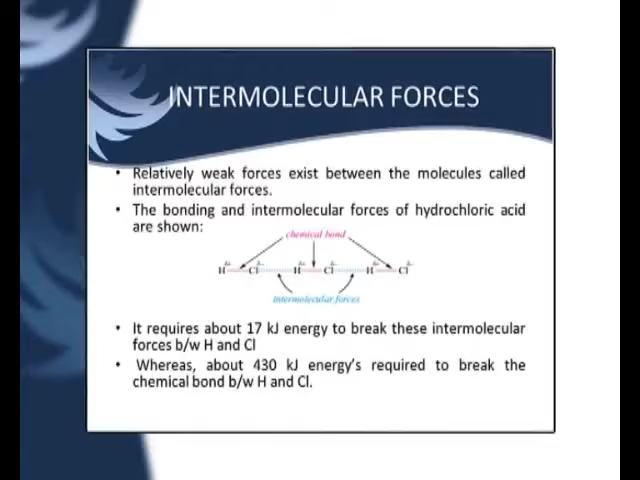 INTERMOLECULAR FORCES
• Relatively weak forces exist between the molecules called
intermolecular forces.
• The bonding and intermolecular forces of hydrochloric acid
are shown:
chemical bond
H Cl H Cl H Cl
intermolecular forces
• It requires about 17 kJ energy to break these intermolecular
forces b/w H and Cl
• Whereas, about 430 kJ energy's required to break the
chemical bond b/w H and Cl.